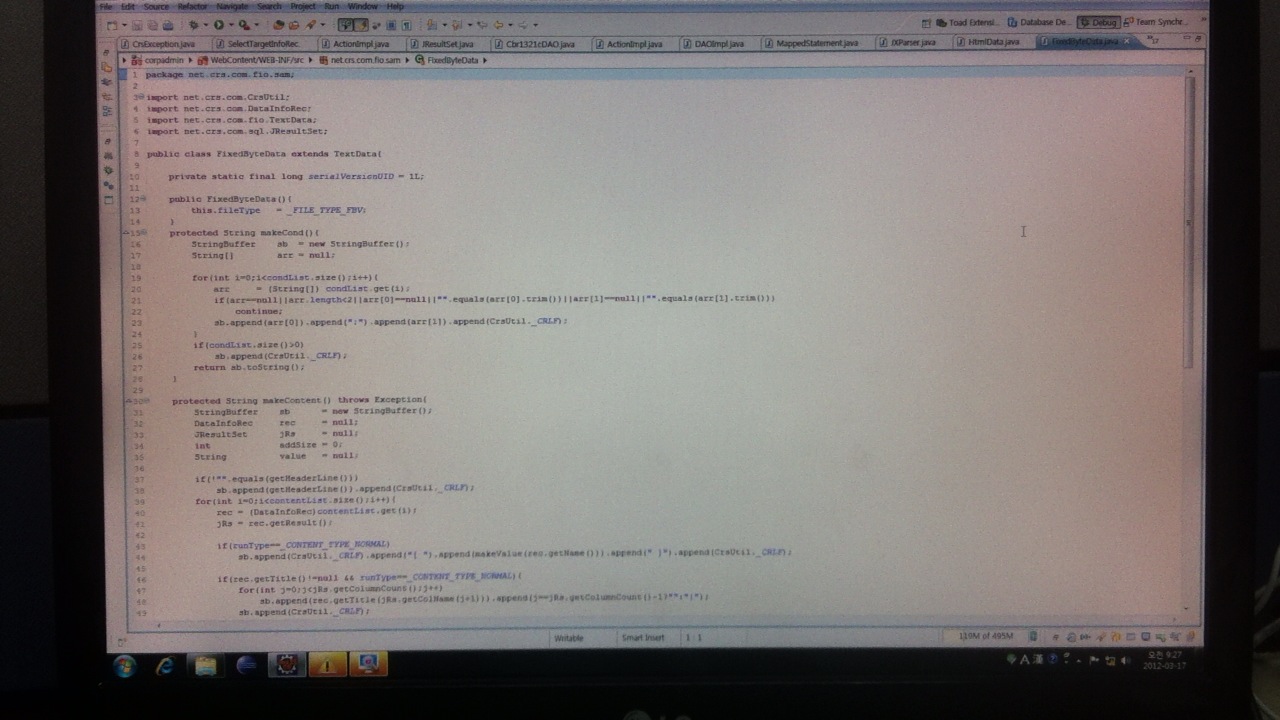 File Edit Source Refactor Navigate Search Project Run Window Help
Toad Extensi... Database De... Debug Team Synchr...
CnException.java SelectTargetInfoRec. ActionImpl.java JResultSet.java Cbr1321cDAO.java ActionImpl.java DAOImpl.java MappedStatement.java IXParser.java HtmlData.java FixedByteData.java
corpadmin WebContent/WEB-INF/src net.crs.com.fio.sam FixedByteData
1 package net.crs.com.fio.sam;
2
3 import net.crs.com.CrsUtil;
4 import net.crs.com.DataInfoRec;
5 import net.crs.com.fio.TextData;
6 import net.crs.com.sql.JResultSet;
7
8 public class FixedByteData extends TextData{
9
10 private static final long serialVersionUID = 1L;
11
12 public FixedByteData(){
13 this.fileType = _FILE_TYPE_FBV;
14 }
15 protected String makeCond(){
16 StringBuffer sb = new StringBuffer();
17 String[] arr = null;
18
19 for(int i=0;i<condList.size();i++){
20 arr = (String[]) condList.get(i);
21 if(arr==null||arr.length<2||arr[0]==null||"".equals(arr[0].trim())||arr[1]==null||"".equals(arr[1].trim()))
22 continue;
23 sb.append(arr[0]).append(":").append(arr[1]).append(CrsUtil._CRLF);
24 }
25 if(condList.size()>0)
26 sb.append(CrsUtil._CRLF);
27 return sb.toString();
28 }
29
30 protected String makeContent() throws Exception{
31 StringBuffer sb = new StringBuffer();
32 DataInfoRec rec = null;
33 JResultSet jRs = null;
34 int addSize = 0;
35 String value = null;
36
37 if(!"".equals(getHeaderLine()))
38 sb.append(getHeaderLine()).append(CrsUtil._CRLF);
39 for(int i=0;i<contentList.size();i++){
40 rec = (DataInfoRec)contentList.get(i);
41 jRs = rec.getResult();
42
43 if(runType==_CONTENT_TYPE_NORMAL)
44 sb.append(CrsUtil._CRLF).append("[ ").append(makeValue(rec.getName())).append(" ]").append(CrsUtil._CRLF);
45
46 if(rec.getTitle()!=null && runType==_CONTENT_TYPE_NORMAL){
47 for(int j=0;j<jRs.getColumnCount();j++)
48 sb.append(rec.getTitle(jRs.getColName(j+1))).append(j==jRs.getColumnCount()-1?"":"|");
49 sb.append(CrsUtil._CRLF);
Writable Smart Insert 1 : 1 119M of 495M
A 漢
오전 9:27
2012-03-17